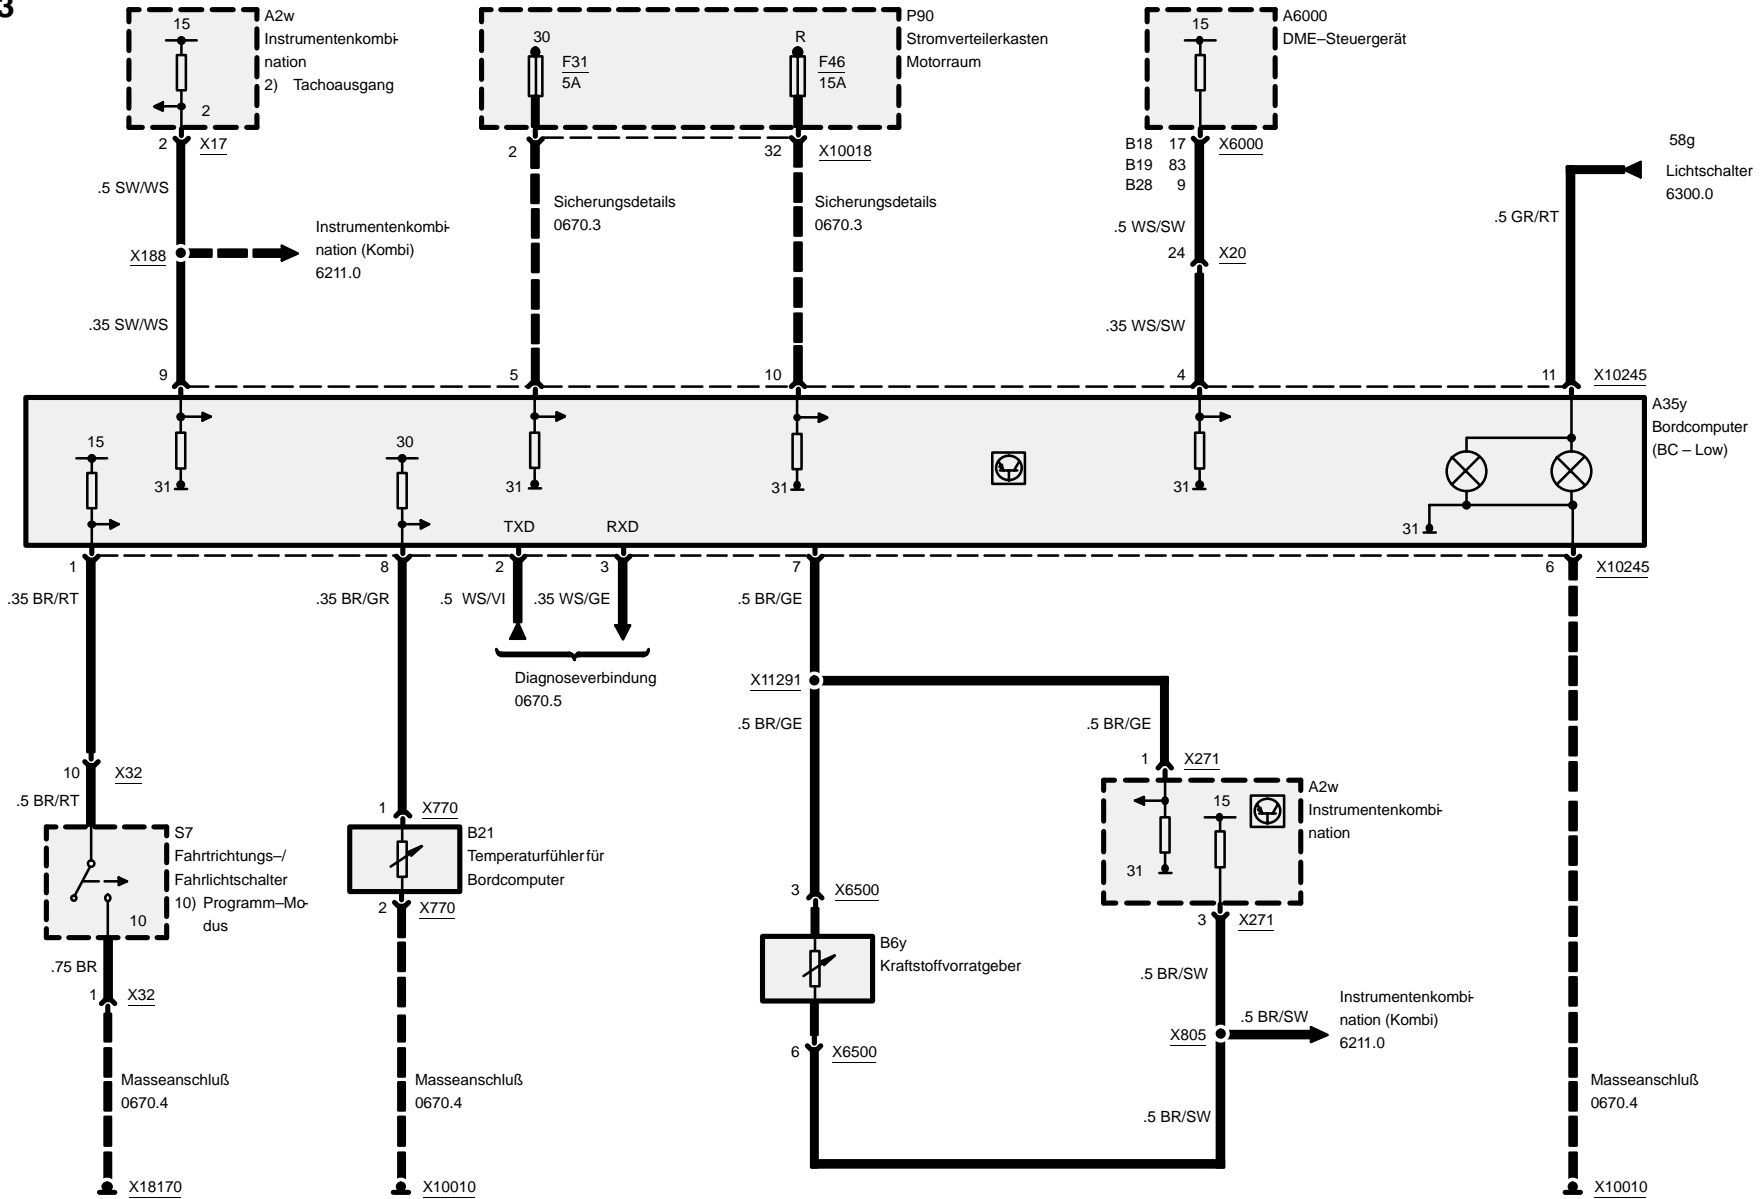 3
15
A2w
Instrumentenkombi-
nation
2) Tachoausgang
2
2
X17
.5 SW/WS
X188
Instrumentenkombi-
nation (Kombi)
6211.0
.35 SW/WS
9
P90
Stromverteilerkasten
Motorraum
30
F31
5A
R
F46
15A
2
32
X10018
Sicherungsdetails
0670.3
Sicherungsdetails
0670.3
5
10
A6000
DME–Steuergerät
15
B18 17
X6000
B19 83
B28 9
.5 WS/SW
24
X20
.35 WS/SW
4
58g
Lichtschalter
6300.0
.5 GR/RT
11
X10245
A35y
Bordcomputer
(BC – Low)
15
31
30
31
31
31
31
TXD
RXD
1
8
2
3
7
6
X10245
.35 BR/RT
.35 BR/GR
.5 WS/VI
.35 WS/GE
.5 BR/GE
Diagnoseverbindung
0670.5
X11291
.5 BR/GE
.5 BR/GE
10
X32
.5 BR/RT
S7
Fahrtrichtungs–/
Fahrlichtschalter
10) Programm–Mo-
dus
10
.75 BR
1
X32
Masseanschluß
0670.4
X18170
1
X770
B21
Temperaturfühler für
Bordcomputer
2
X770
Masseanschluß
0670.4
X10010
3
X6500
B6y
Kraftstoffvorratgeber
6
X6500
1
X271
A2w
Instrumentenkombi-
nation
15
31
3
X271
.5 BR/SW
X805
.5 BR/SW
Instrumentenkombi-
nation (Kombi)
6211.0
.5 BR/SW
Masseanschluß
0670.4
X10010